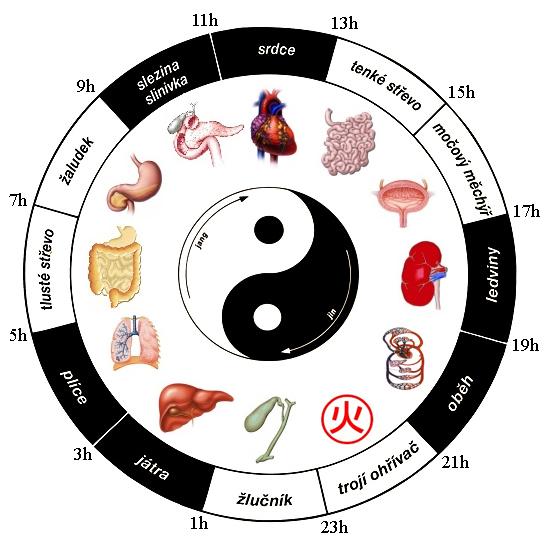 11h
13h
srdce
slezina
slinivka
tenké střevo
9h
15h
žaludek
močový měchýř
7h
17h
tlusté střevo
jang
jin
ledviny
5h
19h
plíce
oběh
火
3h
21h
játra
žlučník
trojí ohřívač
1h
23h